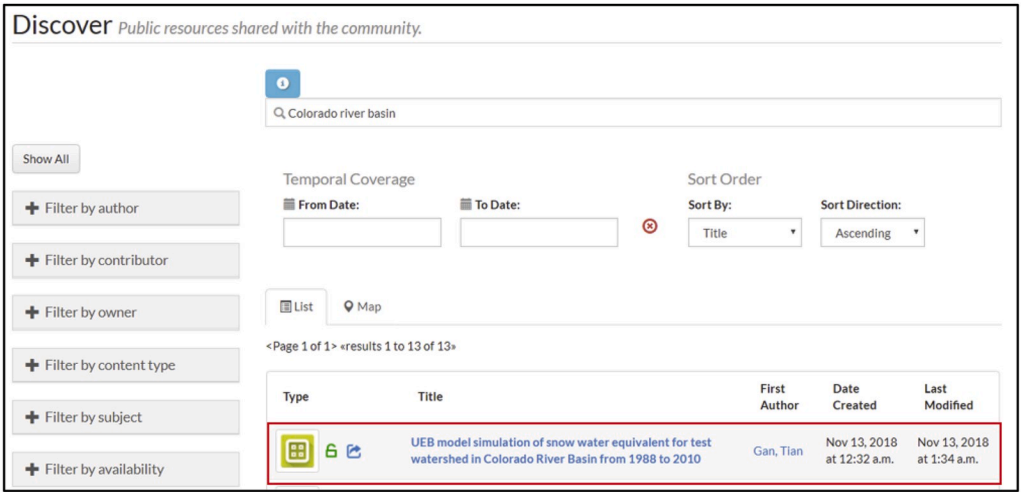 Discover Public resources shared with the community.
Colorado river basin
Show All
Filter by author
Filter by contributor
Filter by owner
Filter by content type
Filter by subject
Filter by availability
Temporal Coverage
From Date:
To Date:
Sort Order
Sort By:
Sort Direction:
Title
Ascending
List
Map
<Page 1 of 1> «results 1 to 13 of 13»
Type
Title
First
Author
Date
Created
Last
Modified
UEB model simulation of snow water equivalent for test
watershed in Colorado River Basin from 1988 to 2010
Gan, Tian
Nov 13, 2018
at 12:32 a.m.
Nov 13, 2018
at 1:34 a.m.